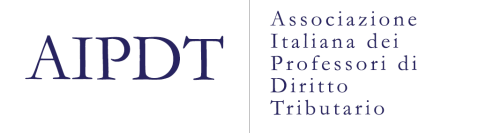 AIPDT
Associazione
Italiana dei
Professori di
Diritto
Tributario